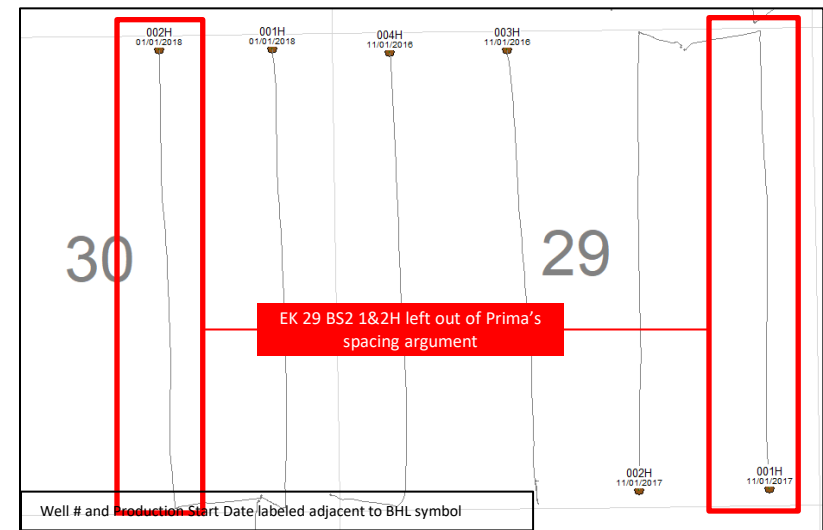 002H
01/01/2018
001H
01/01/2018
004H
11/01/2016
003H
11/01/2016
30
29
EK 29 BS2 1&2H left out of Prima’s
spacing argument
002H
11/01/2017
001H
11/01/2017
Well # and Production Start Date labeled adjacent to BHL symbol